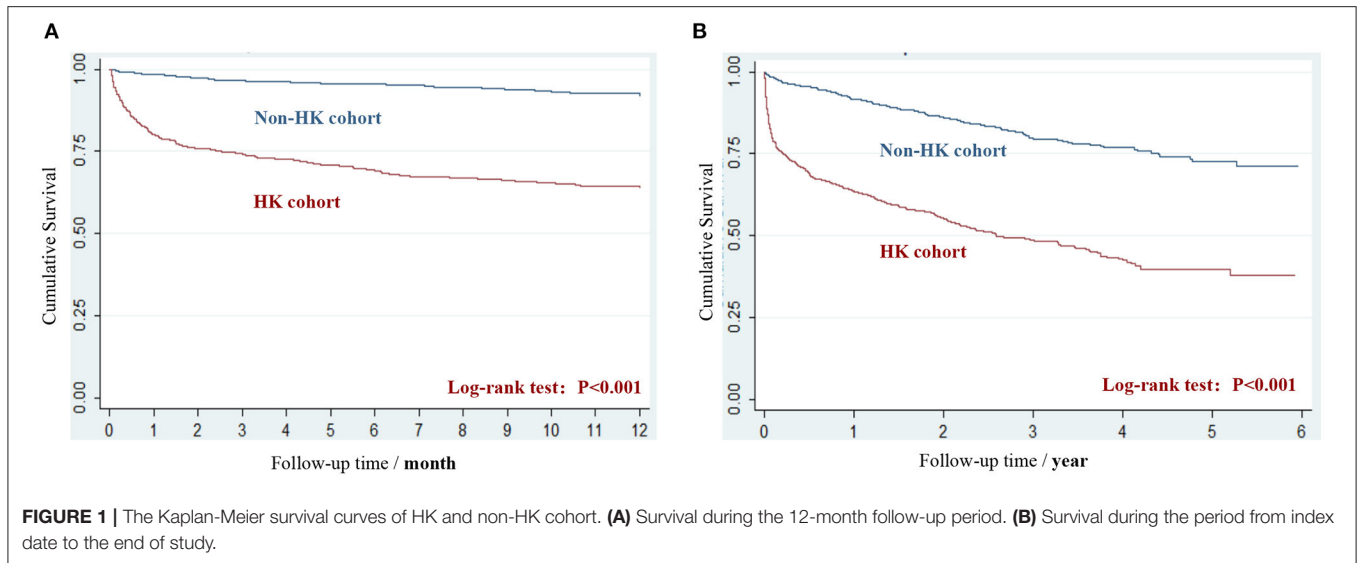 A
1.00
0.75
0.50
0.25
0.00
Cumulative Survival
Non-HK cohort
HK cohort
Log-rank test: P<0.001
0 1 2 3 4 5 6 7 8 9 10 11 12
Follow-up time / month
B
1.00
0.75
0.50
0.25
0.00
Cumulative Survival
Non-HK cohort
HK cohort
Log-rank test: P<0.001
0 1 2 3 4 5 6
Follow-up time / year
FIGURE 1 | The Kaplan-Meier survival curves of HK and non-HK cohort. (A) Survival during the 12-month follow-up period. (B) Survival during the period from index
date to the end of study.